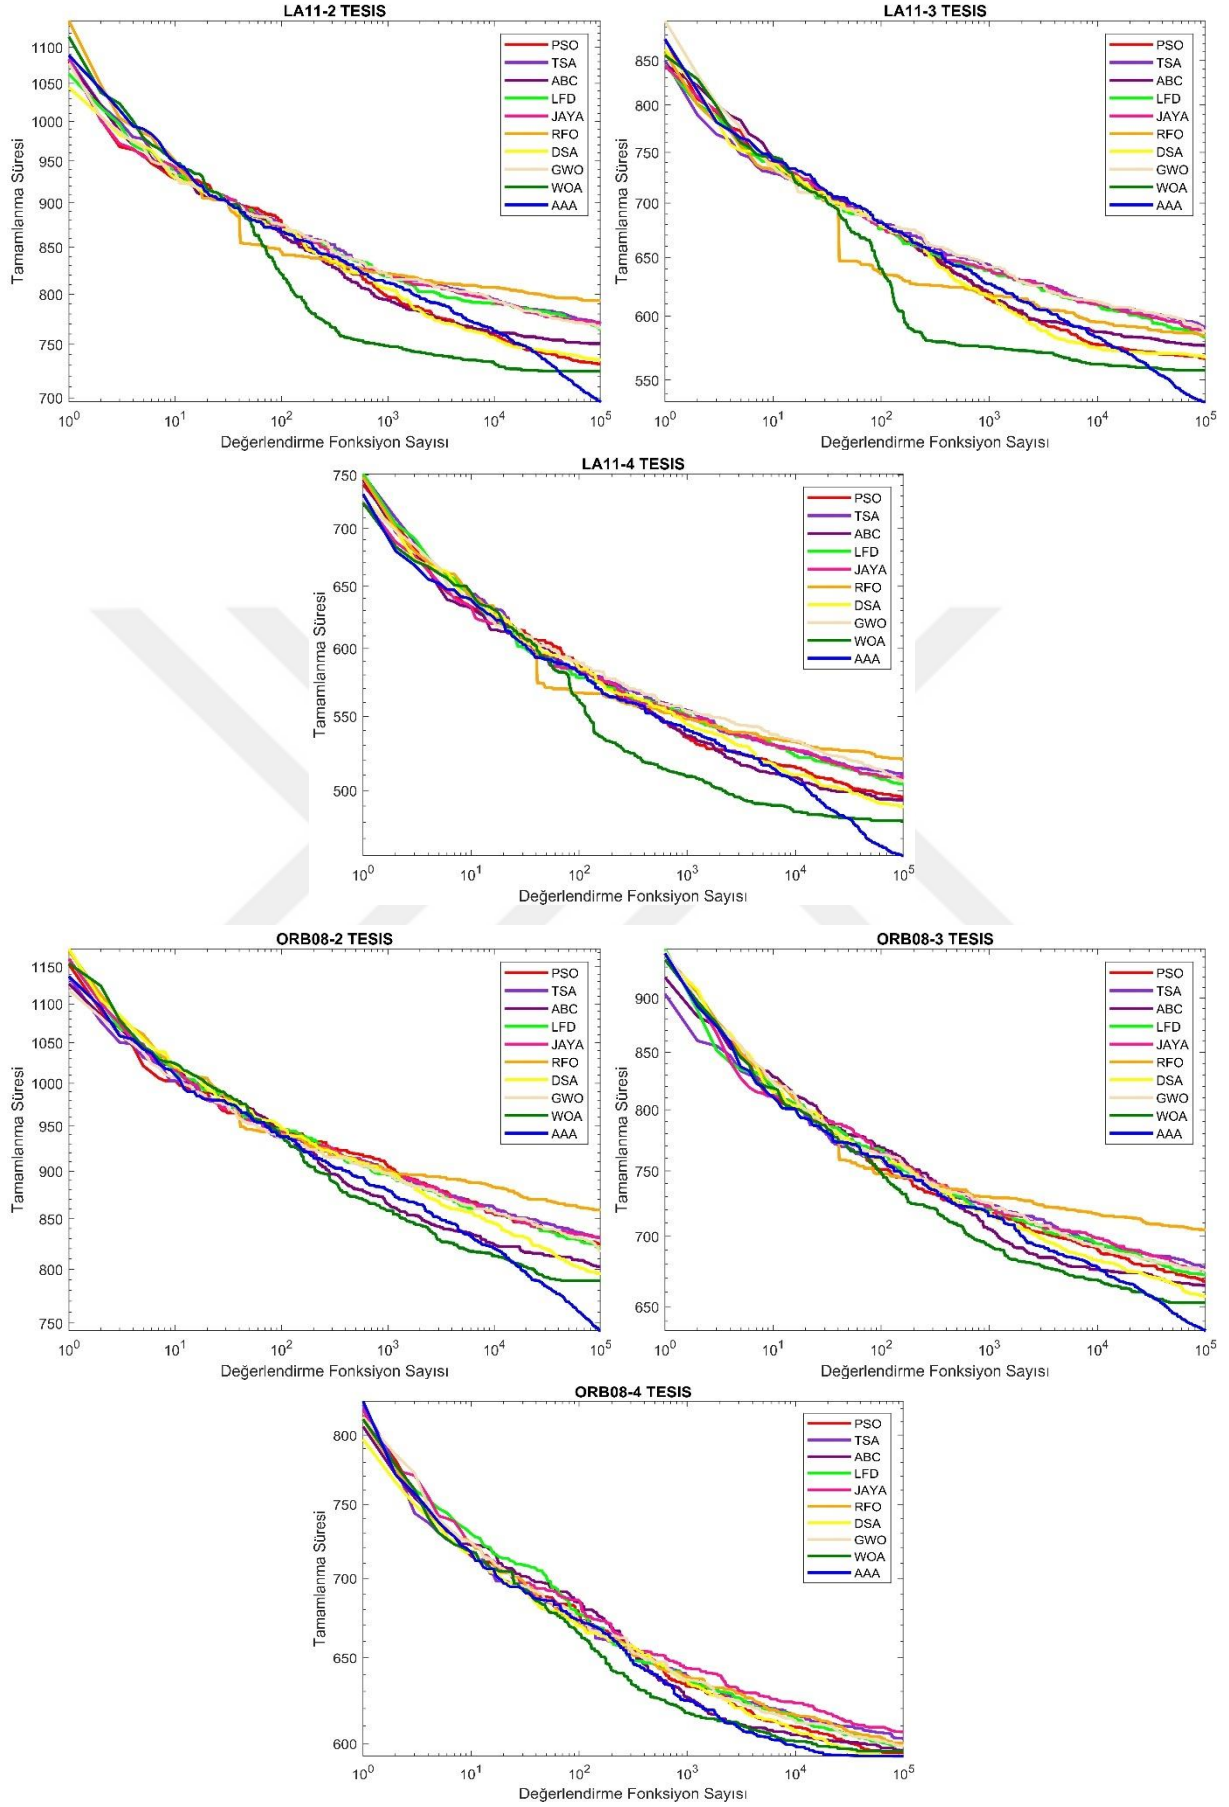 LA11-2 TESIS
1100
1050
1000
950
900
850
800
750
700
Tamamlanma Süresi
PSO
TSA
ABC
LFD
JAYA
RFO
DSA
GWO
WOA
AAA
10^0 10^1 10^2 10^3 10^4 10^5
Değerlendirme Fonksiyon Sayısı
LA11-3 TESIS
850
800
750
700
650
600
550
Tamamlanma Süresi
PSO
TSA
ABC
LFD
JAYA
RFO
DSA
GWO
WOA
AAA
10^0 10^1 10^2 10^3 10^4 10^5
Değerlendirme Fonksiyon Sayısı
LA11-4 TESIS
750
700
650
600
550
500
Tamamlanma Süresi
PSO
TSA
ABC
LFD
JAYA
RFO
DSA
GWO
WOA
AAA
10^0 10^1 10^2 10^3 10^4 10^5
Değerlendirme Fonksiyon Sayısı
ORB08-2 TESIS
1150
1100
1050
1000
950
900
850
800
750
Tamamlanma Süresi
PSO
TSA
ABC
LFD
JAYA
RFO
DSA
GWO
WOA
AAA
10^0 10^1 10^2 10^3 10^4 10^5
Değerlendirme Fonksiyon Sayısı
ORB08-3 TESIS
900
850
800
750
700
650
Tamamlanma Süresi
PSO
TSA
ABC
LFD
JAYA
RFO
DSA
GWO
WOA
AAA
10^0 10^1 10^2 10^3 10^4 10^5
Değerlendirme Fonksiyon Sayısı
ORB08-4 TESIS
800
750
700
650
600
Tamamlanma Süresi
PSO
TSA
ABC
LFD
JAYA
RFO
DSA
GWO
WOA
AAA
10^0 10^1 10^2 10^3 10^4 10^5
Değerlendirme Fonksiyon Sayısı